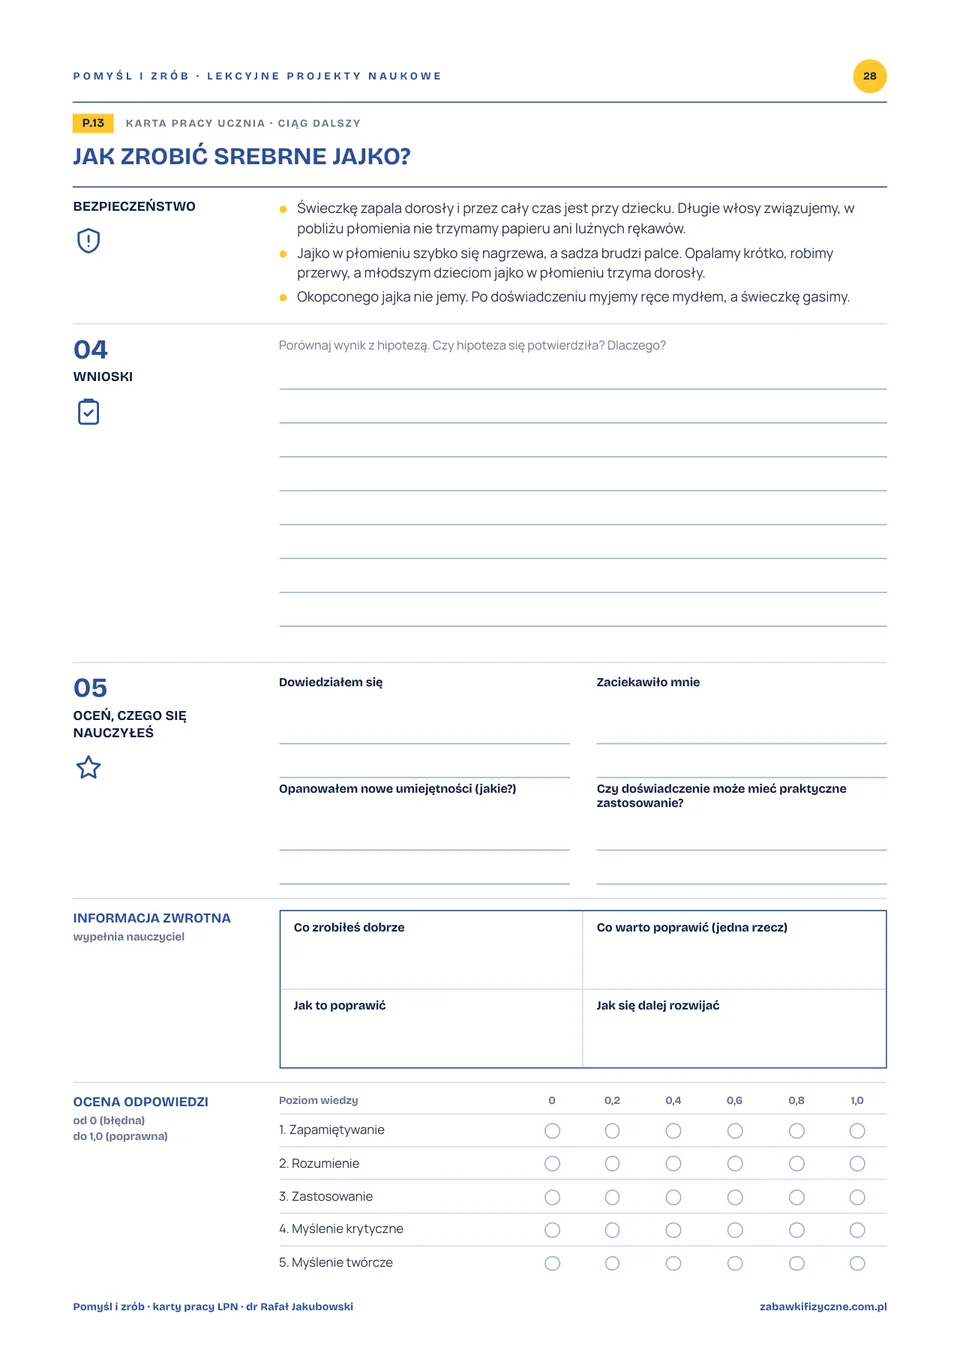 POMYŚL I ZRÓB · LEKCYJNE PROJEKTY NAUKOWE
28
P.13 KARTA PRACY UCZNIA · CIĄG DALSZY
JAK ZROBIĆ SREBRNE JAJKO?
BEZPIECZEŃSTWO
Świeczkę zapala dorosły i przez cały czas jest przy dziecku. Długie włosy związujemy, w
pobliżu płomienia nie trzymamy papieru ani luźnych rękawów.
Jajko w płomieniu szybko się nagrzewa, a sadza brudzi palce. Opalamy krótko, robimy
przerwy, a młodszym dzieciom jajko w płomieniu trzyma dorosły.
Okopconego jajka nie jemy. Po doświadczeniu myjemy ręce mydłem, a świeczkę gasimy.
04
WNIOSKI
Porównaj wynik z hipotezą. Czy hipoteza się potwierdziła? Dlaczego?
05
OCEŃ, CZEGO SIĘ
NAUCZYŁEŚ
Dowiedziałem się
Zaciekawiło mnie
Opanowałem nowe umiejętności (jakie?)
Czy doświadczenie może mieć praktyczne
zastosowanie?
INFORMACJA ZWROTNA
wypełnia nauczyciel
Co zrobiłeś dobrze
Co warto poprawić (jedna rzecz)
Jak to poprawić
Jak się dalej rozwijać
OCENA ODPOWIEDZI
od 0 (błędna)
do 1,0 (poprawna)
Poziom wiedzy 0 0,2 0,4 0,6 0,8 1,0
1. Zapamiętywanie
2. Rozumienie
3. Zastosowanie
4. Myślenie krytyczne
5. Myślenie twórcze
Pomyśl i zrób · karty pracy LPN · dr Rafał Jakubowski
zabawkifizyczne.com.pl